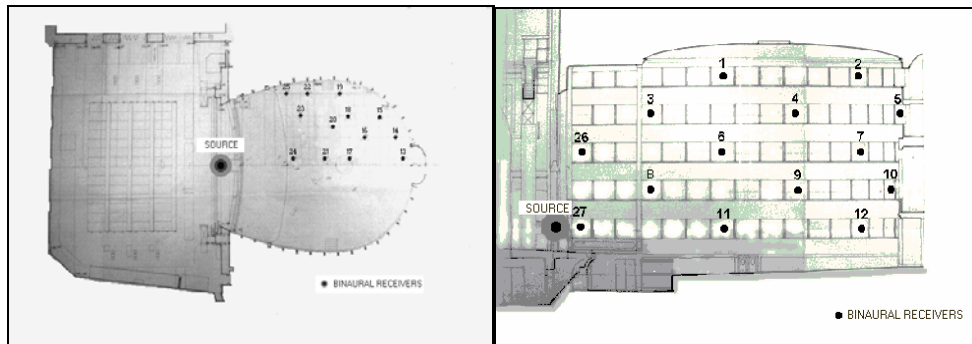 25 22 19
23 18 15
20
16 14
SOURCE
24 21 17 13
BINAURAL RECEIVERS
1 2
3 4 5
26 6 7
8 9 10
SOURCE 27 11 12
BINAURAL RECEIVERS